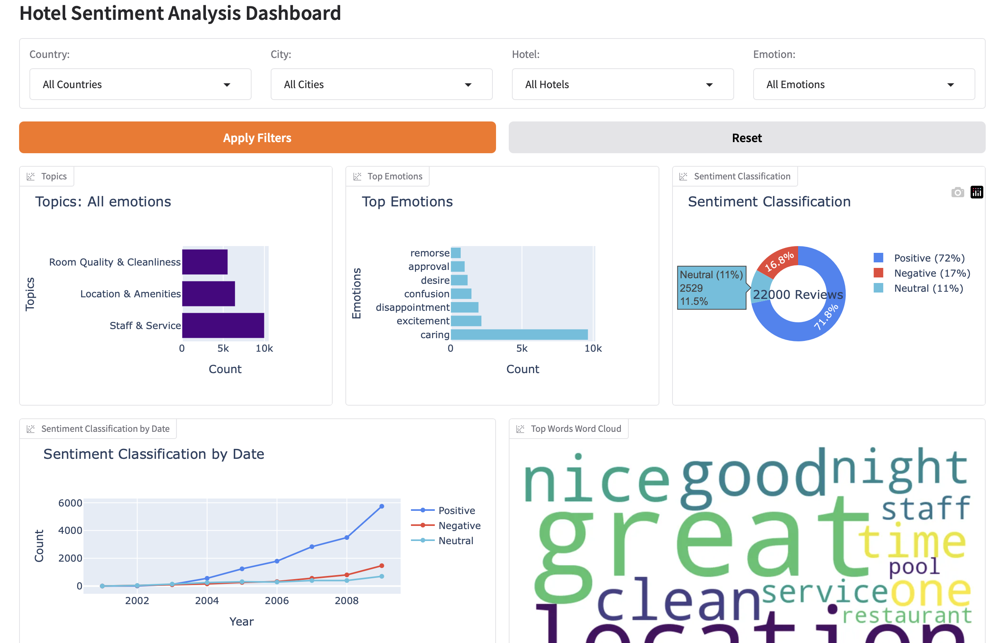 Hotel Sentiment Analysis Dashboard
Country:
City:
Hotel:
Emotion:
All Countries
All Cities
All Hotels
All Emotions
Apply Filters
Reset
Topics
Topics: All emotions
Topics
Room Quality & Cleanliness
Location & Amenities
Staff & Service
0 5k 10k
Count
Top Emotions
Top Emotions
Emotions
remorse
approval
desire
confusion
disappointment
excitement
caring
0 5k 10k
Count
Sentiment Classification
Sentiment Classification
16.8%
71.8%
22000 Reviews
Neutral (11%)
2529
11.5%
Positive (72%)
Negative (17%)
Neutral (11%)
Sentiment Classification by Date
Sentiment Classification by Date
Count
6000
4000
2000
0
2002 2004 2006 2008
Year
Positive
Negative
Neutral
Top Words Word Cloud
nice good night
staff
great
time
pool
clean service one
restaurant
location